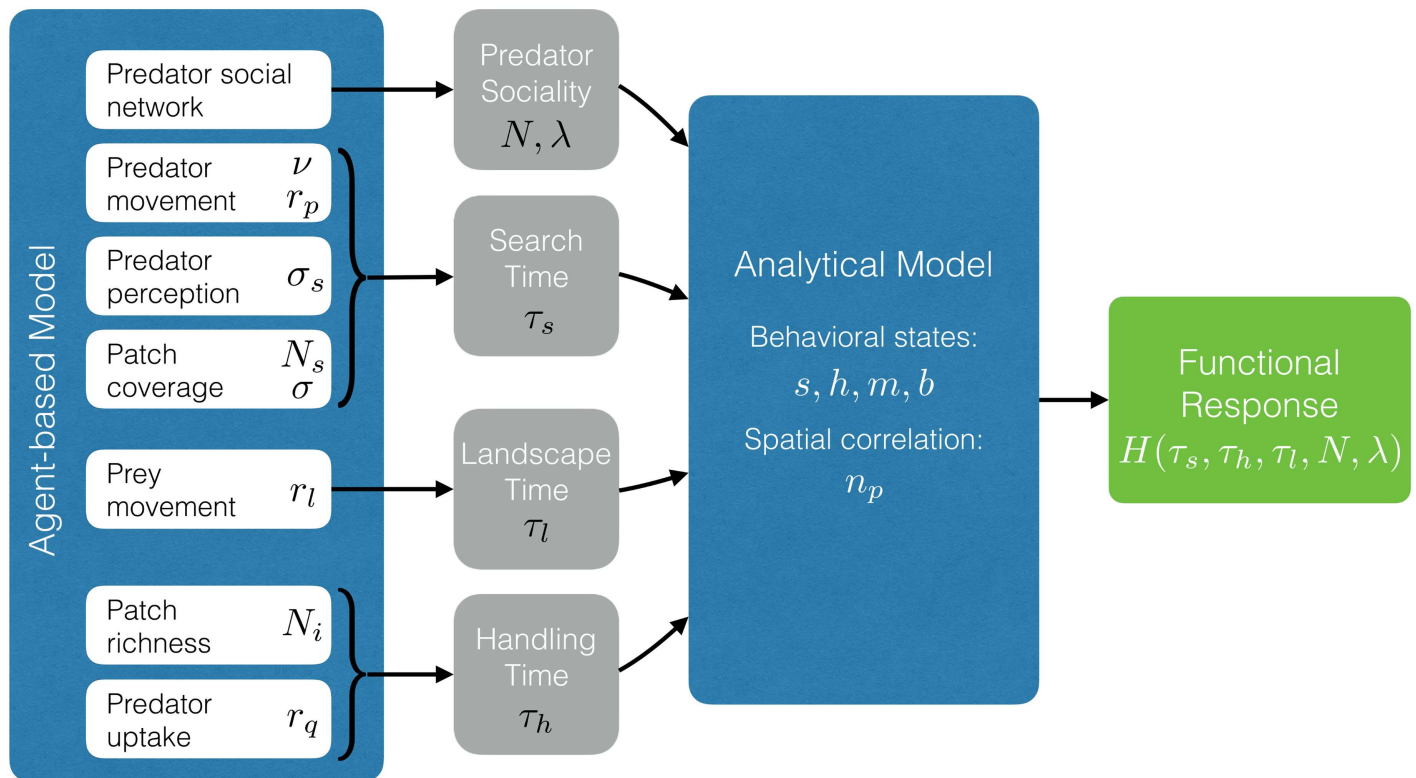 Agent-based Model
Predator social
network
Predator
movement
ν
r_p
Predator
perception
σ_s
Patch
coverage
N_s
σ
Prey
movement
r_l
Patch
richness
N_i
Predator
uptake
r_q
Predator
Sociality
N, λ
Search
Time
τ_s
Landscape
Time
τ_l
Handling
Time
τ_h
Analytical Model
Behavioral states:
s, h, m, b
Spatial correlation:
n_p
Functional
Response
H(τ_s, τ_h, τ_l, N, λ)